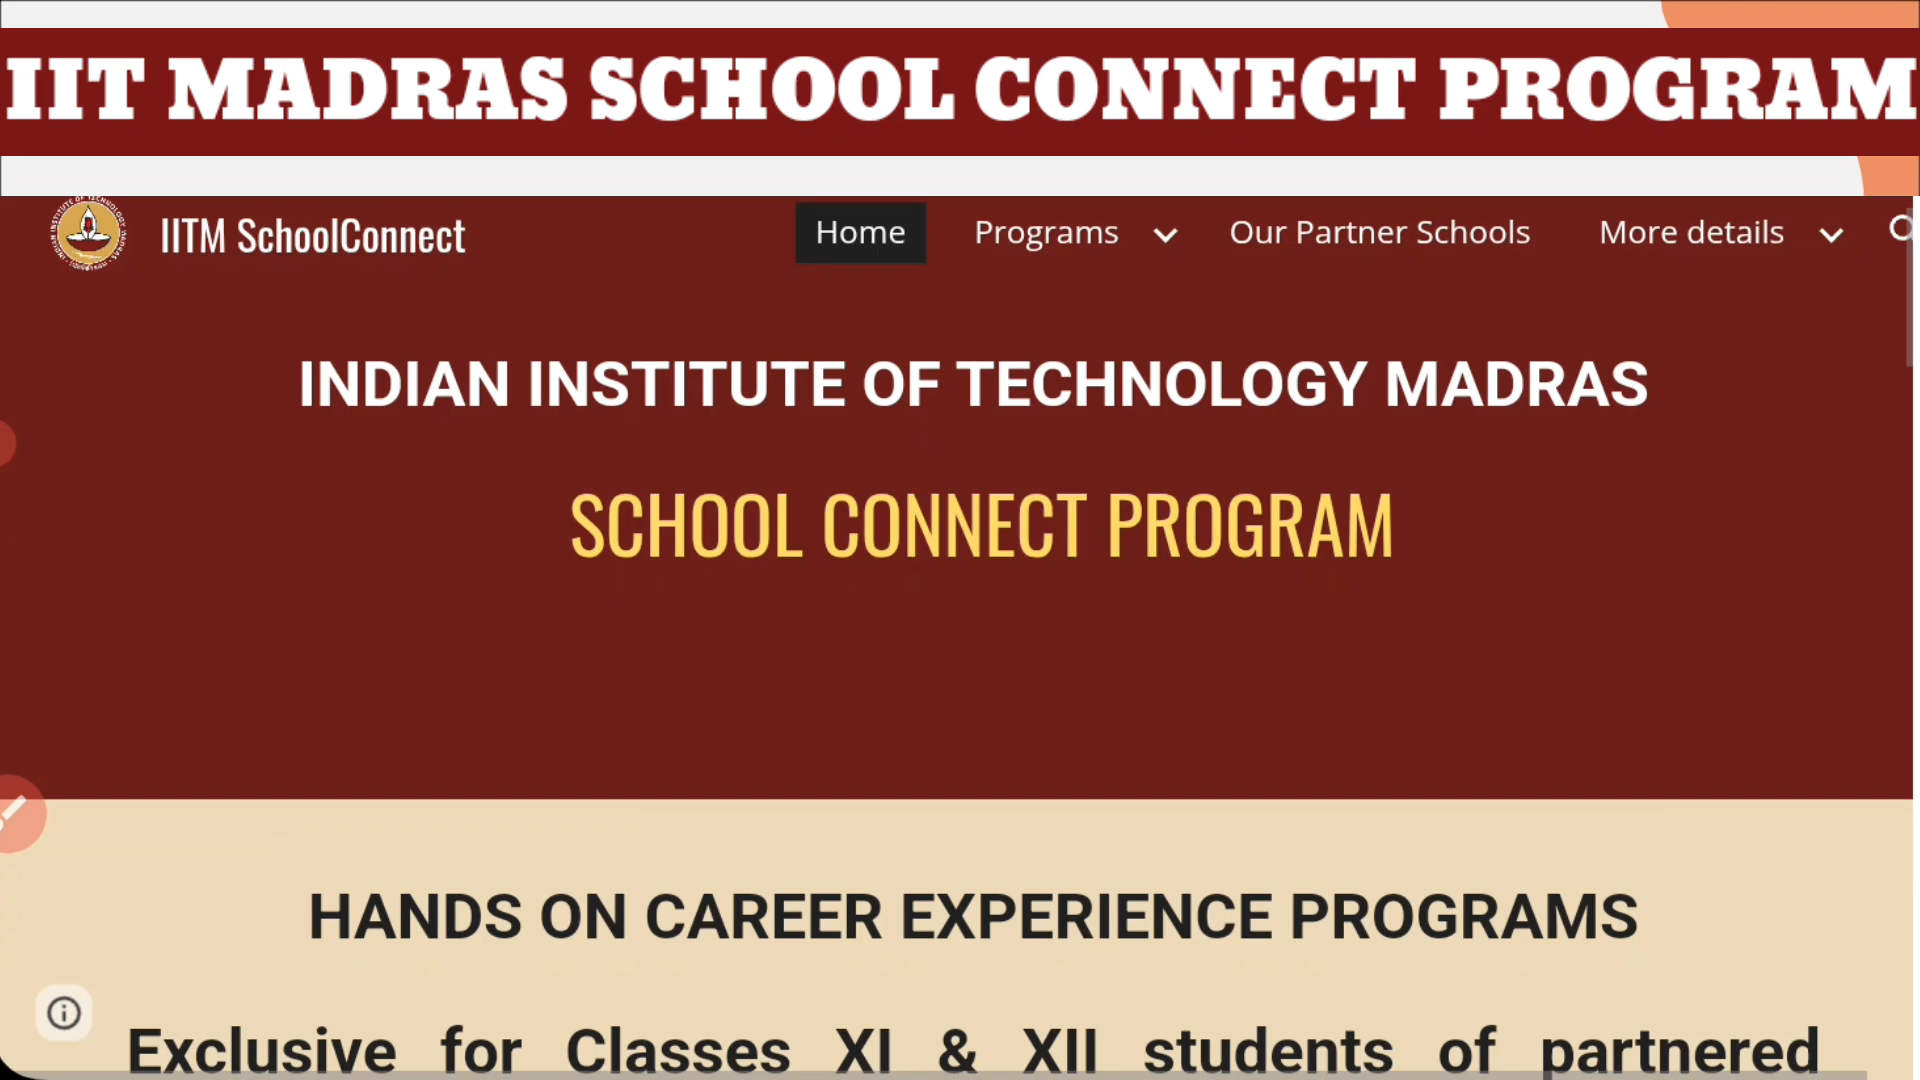 IIT MADRAS SCHOOL CONNECT PROGRAM
IITM SchoolConnect
Home Programs Our Partner Schools More details
INDIAN INSTITUTE OF TECHNOLOGY MADRAS
SCHOOL CONNECT PROGRAM
HANDS ON CAREER EXPERIENCE PROGRAMS
Exclusive for Classes XI & XII students of partnered